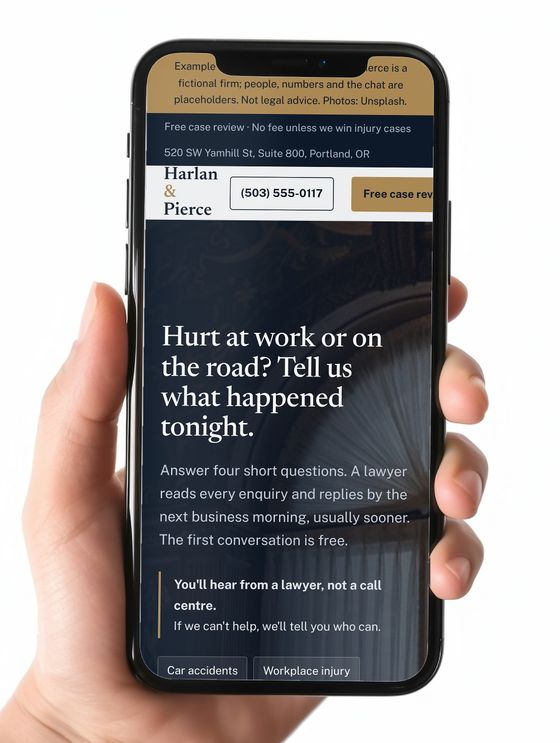 Example erce is a
fictional firm; people, numbers and the chat are
placeholders. Not legal advice. Photos: Unsplash.
Free case review · No fee unless we win injury cases
520 SW Yamhill St, Suite 800, Portland, OR
Harlan
&
Pierce
(503) 555-0117
Free case rev
Hurt at work or on
the road? Tell us
what happened
tonight.
Answer four short questions. A lawyer
reads every enquiry and replies by the
next business morning, usually sooner.
The first conversation is free.
You'll hear from a lawyer, not a call
centre.
If we can't help, we'll tell you who can.
Car accidents
Workplace injury